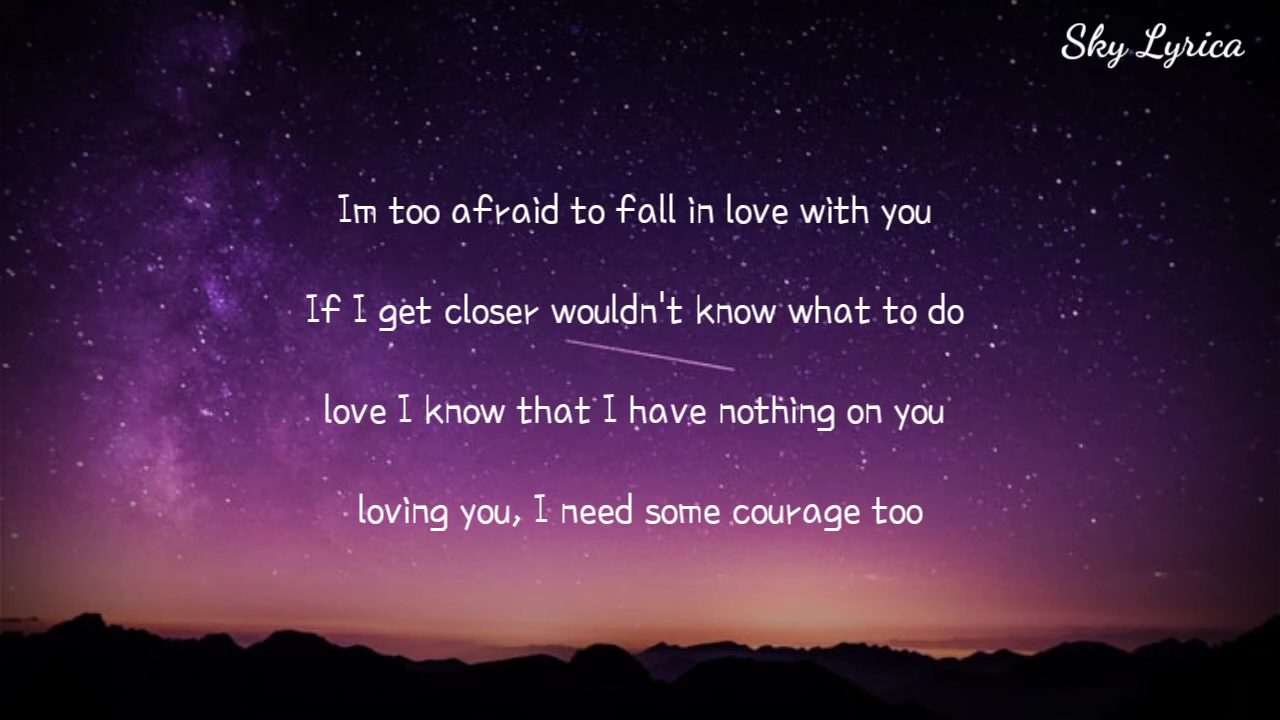 Sky Lyrica
Im too afraid to fall in love with you
If I get closer wouldn't know what to do
love I know that I have nothing on you
loving you, I need some courage too